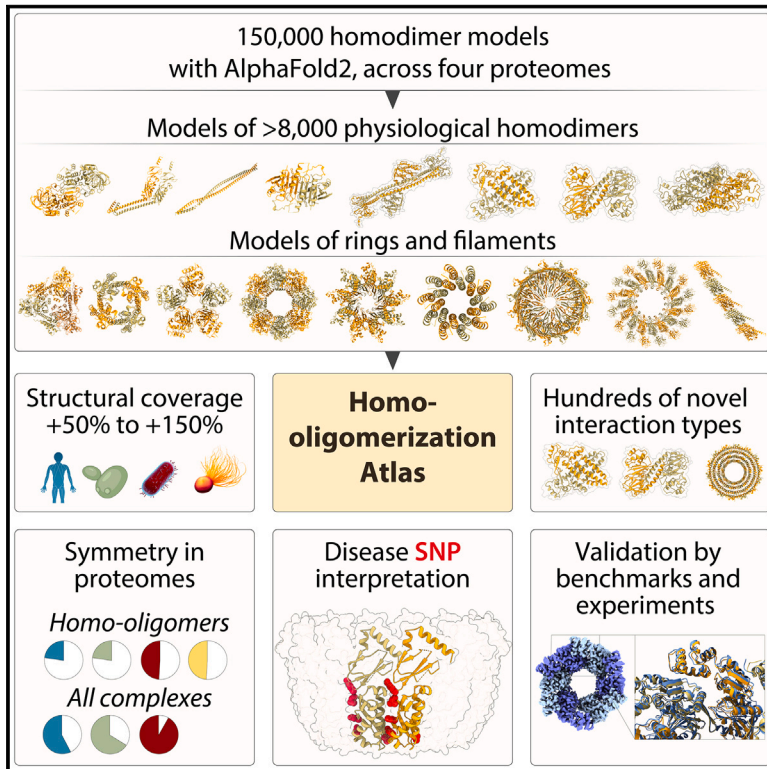 150,000 homodimer models
with AlphaFold2, across four proteomes
Models of >8,000 physiological homodimers
Models of rings and filaments
Structural coverage
+50% to +150%
Homo-
oligomerization
Atlas
Hundreds of novel
interaction types
Symmetry in
proteomes
Homo-oligomers
All complexes
Disease SNP
interpretation
Validation by
benchmarks and
experiments